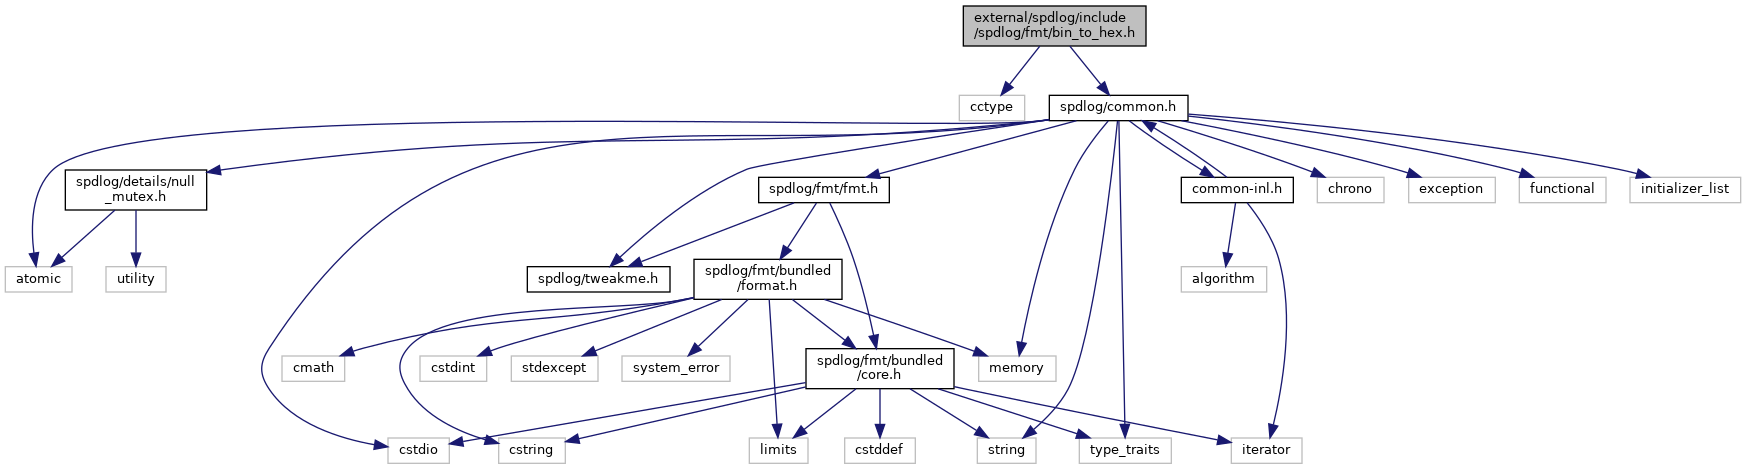 external/spdlog/include
/spdlog/fmt/bin_to_hex.h
cctype
spdlog/common.h
spdlog/details/null
_mutex.h
spdlog/fmt/fmt.h
common-inl.h
chrono
exception
functional
initializer_list
atomic
utility
spdlog/tweakme.h
spdlog/fmt/bundled
/format.h
algorithm
cmath
cstdint
stdexcept
system_error
spdlog/fmt/bundled
/core.h
memory
cstdio
cstring
limits
cstddef
string
type_traits
iterator